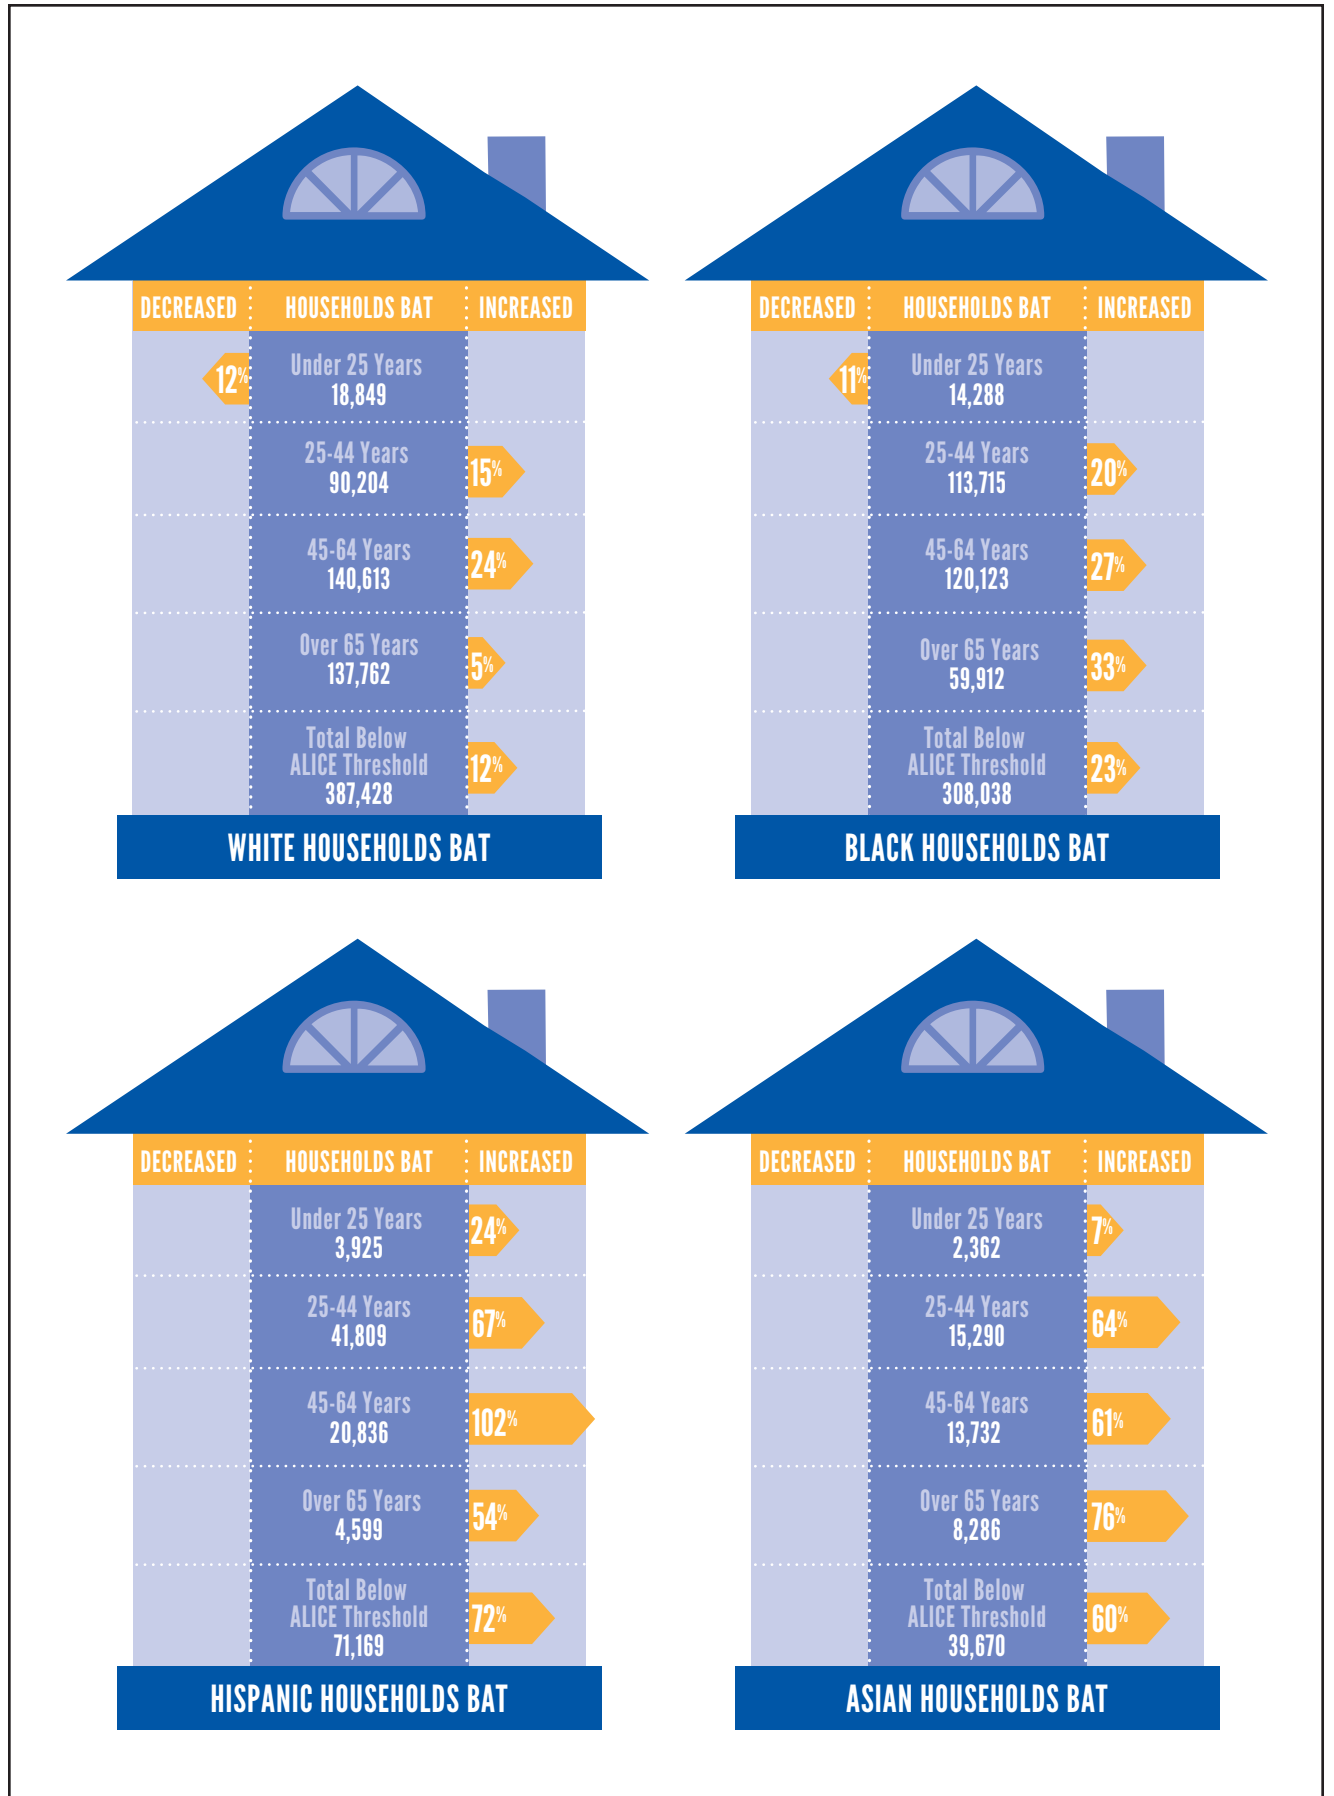 DECREASED HOUSEHOLDS BAT INCREASED
12% Under 25 Years
18,849
25-44 Years
90,204
15%
45-64 Years
140,613
24%
Over 65 Years
137,762
5%
Total Below
ALICE Threshold
387,428
12%
WHITE HOUSEHOLDS BAT
DECREASED HOUSEHOLDS BAT INCREASED
11% Under 25 Years
14,288
25-44 Years
113,715
20%
45-64 Years
120,123
27%
Over 65 Years
59,912
33%
Total Below
ALICE Threshold
308,038
23%
BLACK HOUSEHOLDS BAT
DECREASED HOUSEHOLDS BAT INCREASED
Under 25 Years
3,925
24%
25-44 Years
41,809
67%
45-64 Years
20,836
102%
Over 65 Years
4,599
54%
Total Below
ALICE Threshold
71,169
72%
HISPANIC HOUSEHOLDS BAT
DECREASED HOUSEHOLDS BAT INCREASED
Under 25 Years
2,362
7%
25-44 Years
15,290
64%
45-64 Years
13,732
61%
Over 65 Years
8,286
76%
Total Below
ALICE Threshold
39,670
60%
ASIAN HOUSEHOLDS BAT